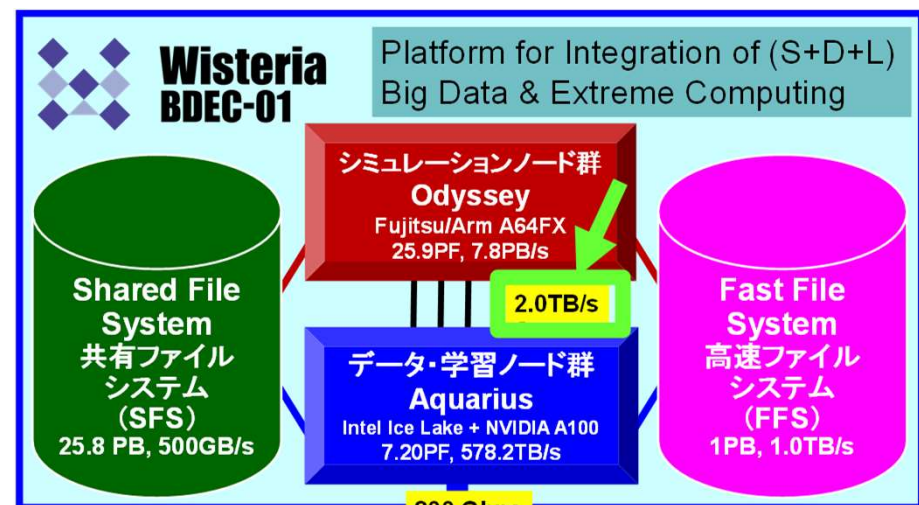 Wisteria
BDEC-01
Platform for Integration of (S+D+L)
Big Data & Extreme Computing
シミュレーションノード群
Odyssey
Fujitsu/Arm A64FX
25.9PF, 7.8PB/s
2.0TB/s
Shared File
System
共有ファイル
システム
(SFS)
25.8 PB, 500GB/s
データ・学習ノード群
Aquarius
Intel Ice Lake + NVIDIA A100
7.20PF, 578.2TB/s
Fast File
System
高速ファイル
システム
(FFS)
1PB, 1.0TB/s